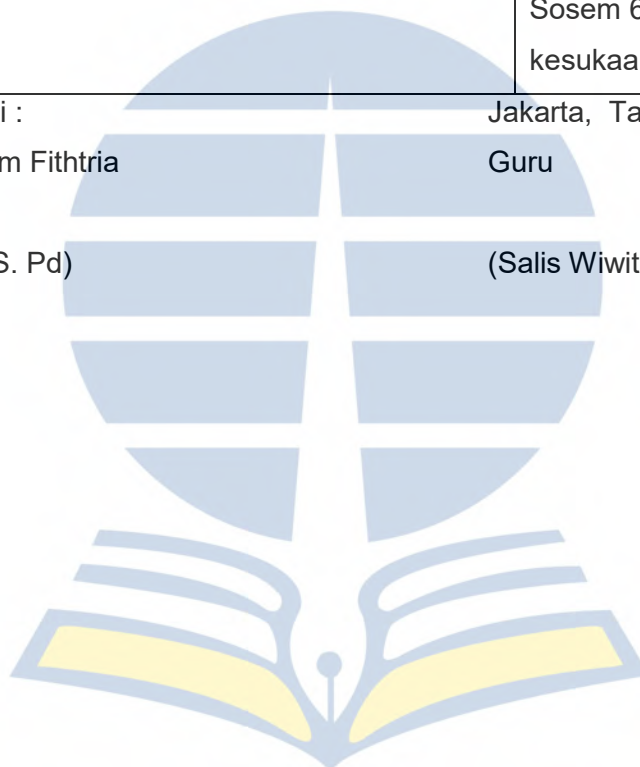 Sosem 6
kesukaa
i :
Jakarta, Ta
m Fithtria
Guru
S. Pd)
(Salis Wiwit